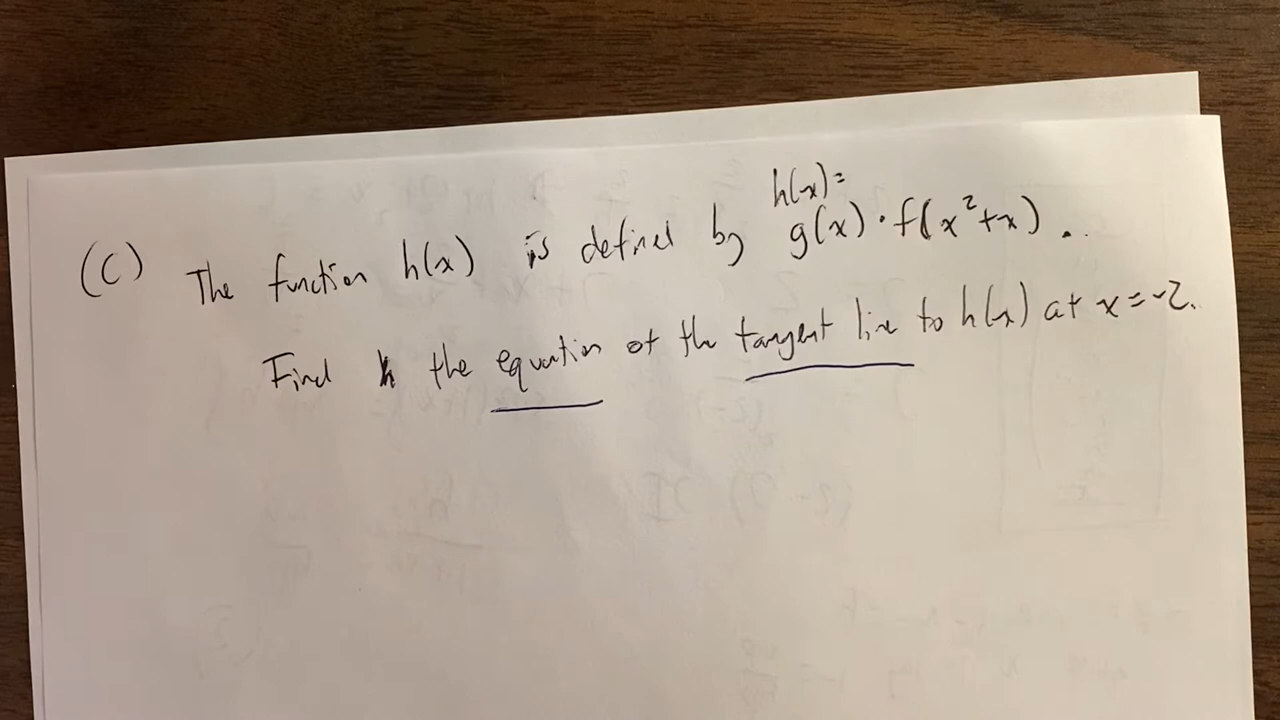 h(x)=
(C) The function h(x) is defined by g(x) · f(x²+x).
Find the equation of the tangent line to h(x) at x=-2.